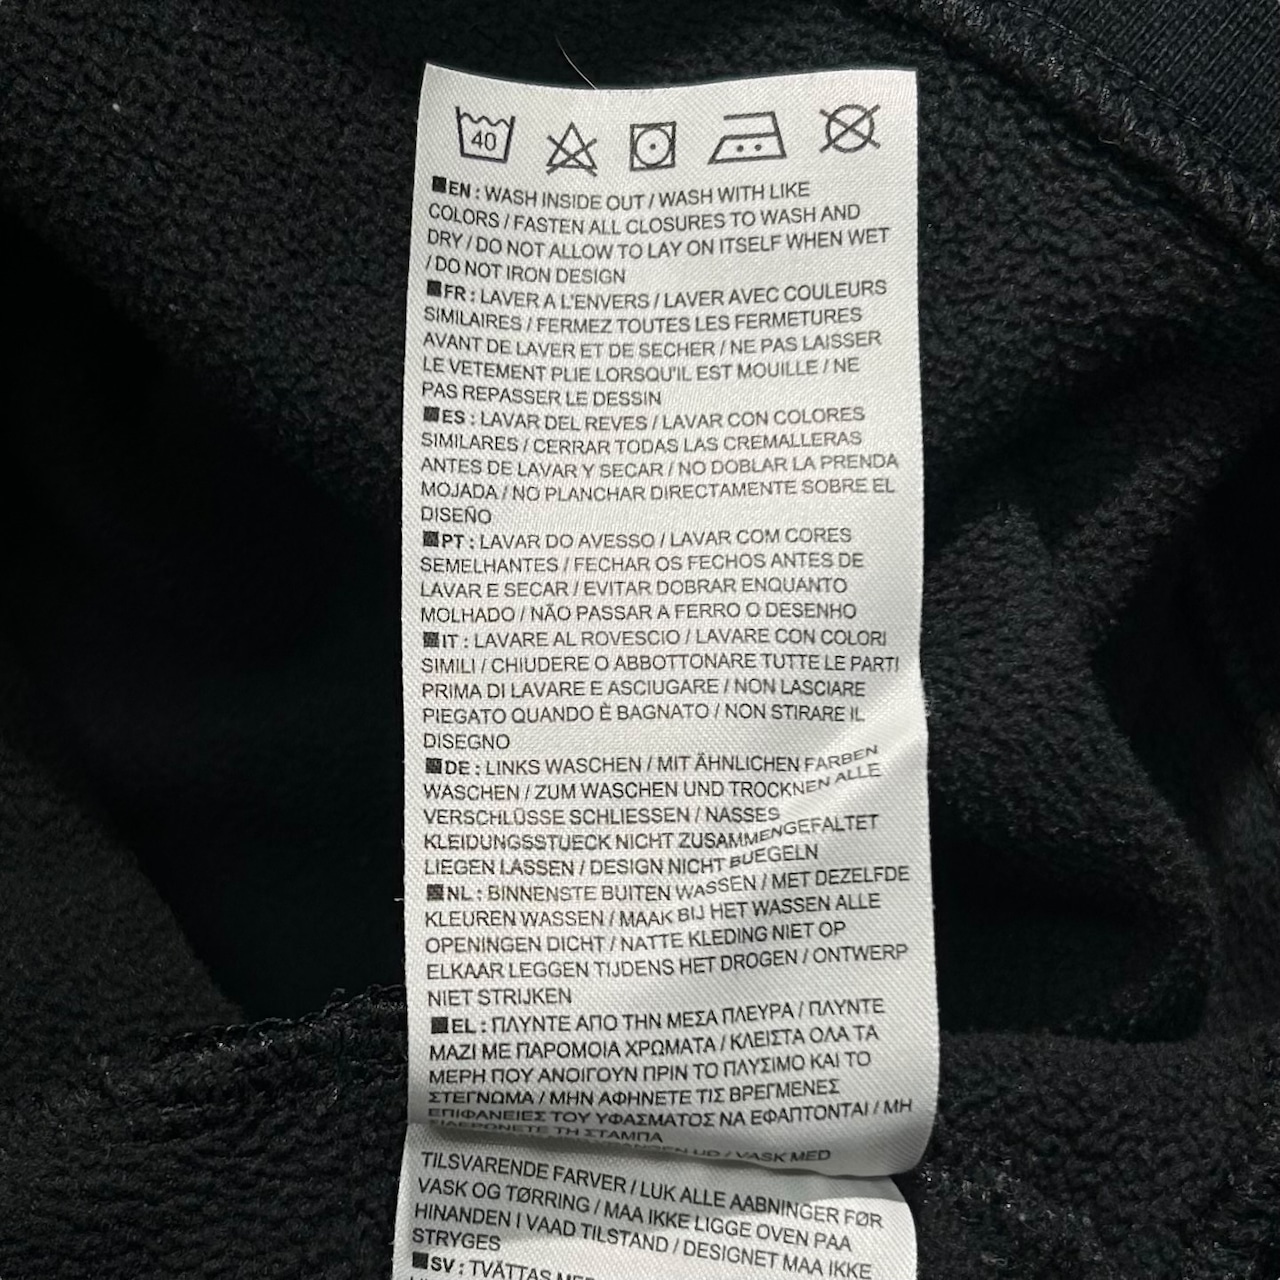 40
EN : WASH INSIDE OUT / WASH WITH LIKE
COLORS / FASTEN ALL CLOSURES TO WASH AND
DRY / DO NOT ALLOW TO LAY ON ITSELF WHEN WET
/ DO NOT IRON DESIGN
FR : LAVER A L'ENVERS / LAVER AVEC COULEURS
SIMILAIRES / FERMEZ TOUTES LES FERMETURES
AVANT DE LAVER ET DE SECHER / NE PAS LAISSER
LE VETEMENT PLIE LORSQU'IL EST MOUILLE / NE
PAS REPASSER LE DESSIN
ES : LAVAR DEL REVES / LAVAR CON COLORES
SIMILARES / CERRAR TODAS LAS CREMALLERAS
ANTES DE LAVAR Y SECAR / NO DOBLAR LA PRENDA
MOJADA / NO PLANCHAR DIRECTAMENTE SOBRE EL
DISEÑO
PT : LAVAR DO AVESSO / LAVAR COM CORES
SEMELHANTES / FECHAR OS FECHOS ANTES DE
LAVAR E SECAR / EVITAR DOBRAR ENQUANTO
MOLHADO / NÃO PASSAR A FERRO O DESENHO
IT : LAVARE AL ROVESCIO / LAVARE CON COLORI
SIMILI / CHIUDERE O ABBOTTONARE TUTTE LE PARTI
PRIMA DI LAVARE E ASCIUGARE / NON LASCIARE
PIEGATO QUANDO È BAGNATO / NON STIRARE IL
DISEGNO
DE : LINKS WASCHEN / MIT ÄHNLICHEN FARBEN
WASCHEN / ZUM WASCHEN UND TROCKNEN ALLE
VERSCHLÜSSE SCHLIESSEN / NASSES
KLEIDUNGSSTUECK NICHT ZUSAMMENGEFALTET
LIEGEN LASSEN / DESIGN NICHT BUEGELN
NL : BINNENSTE BUITEN WASSEN / MET DEZELFDE
KLEUREN WASSEN / MAAK BIJ HET WASSEN ALLE
OPENINGEN DICHT / NATTE KLEDING NIET OP
ELKAAR LEGGEN TIJDENS HET DROGEN / ONTWERP
NIET STRIJKEN
EL : ΠΛΥΝΤΕ ΑΠΟ ΤΗΝ ΜΕΣΑ ΠΛΕΥΡΑ / ΠΛΥΝΤΕ
ΜΑΖΙ ΜΕ ΠΑΡΟΜΟΙΑ ΧΡΩΜΑΤΑ / ΚΛΕΙΣΤΑ ΟΛΑ ΤΑ
ΜΕΡΗ ΠΟΥ ΑΝΟΙΓΟΥΝ ΠΡΙΝ ΤΟ ΠΛΥΣΙΜΟ ΚΑΙ ΤΟ
ΣΤΕΓΝΩΜΑ / ΜΗΝ ΑΦΗΝΕΤΕ ΤΙΣ ΒΡΕΓΜΕΝΕΣ
ΕΠΙΦΑΝΕΙΕΣ ΤΟΥ ΥΦΑΣΜΑΤΟΣ ΝΑ ΕΦΑΠΤΟΝΤΑΙ / ΜΗ
ΤΗ ΣΤΑΜΠΑ
/ VASK MED
TILSVARENDE FARVER / LUK ALLE AABNINGER FØR
VASK OG TØRRING / MAA IKKE LIGGE OVEN PAA
HINANDEN I VAAD TILSTAND / DESIGNET MAA IKKE
STRYGES
SV : TVÄTTAS